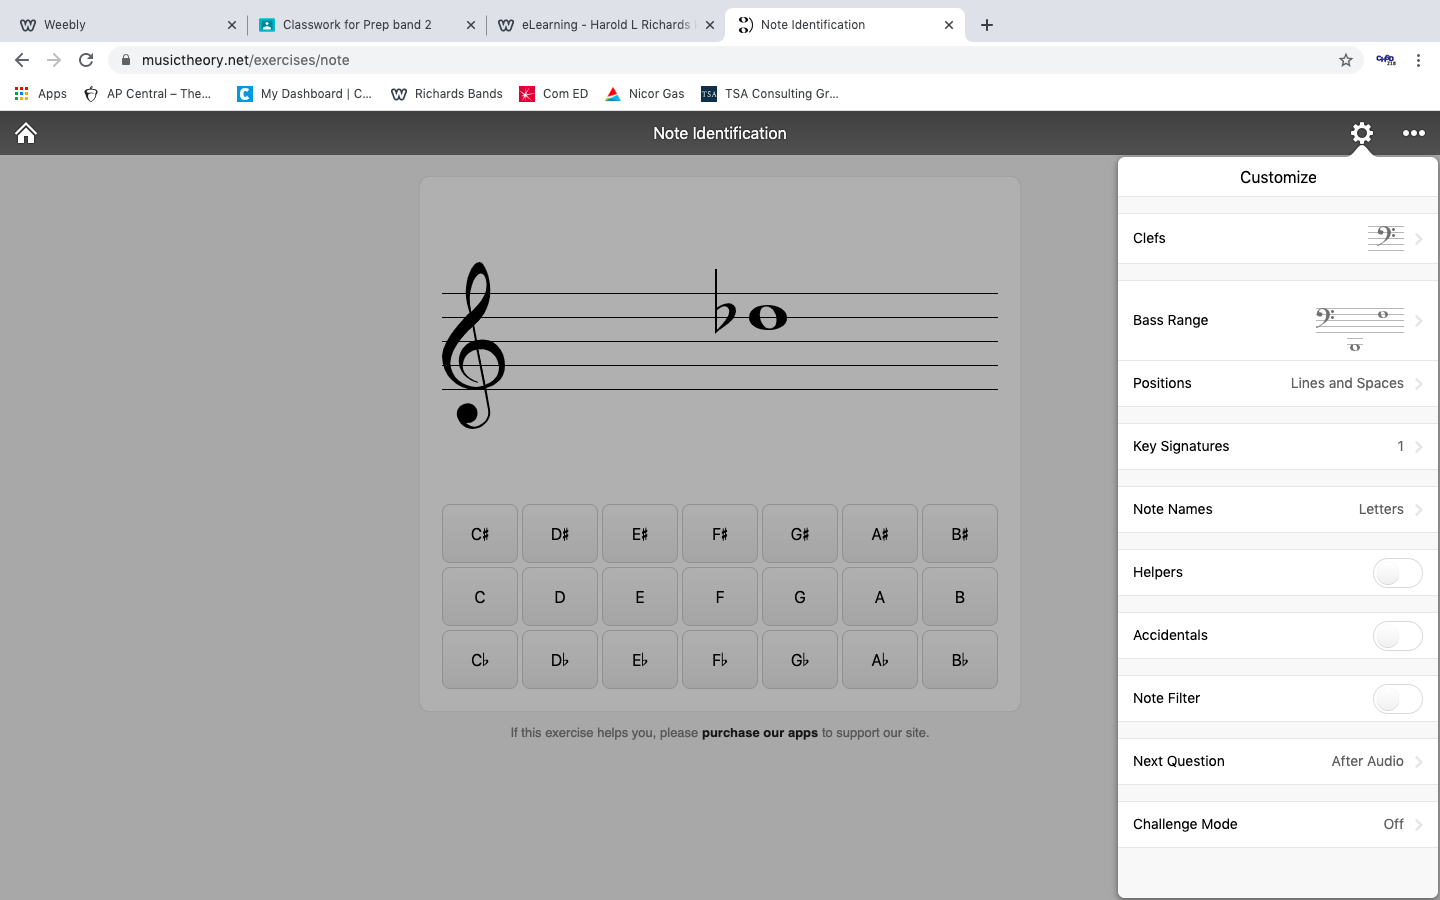 Weebly
Classwork for Prep band 2
eLearning - Harold L Richards
Note Identification
musictheory.net/exercises/note
Apps
AP Central – The...
My Dashboard | C...
Richards Bands
Com ED
Nicor Gas
TSA
TSA Consulting Gr...
Note Identification
Customize
Clefs
Bass Range
Positions Lines and Spaces
Key Signatures 1
Note Names Letters
Helpers
Accidentals
Note Filter
Next Question After Audio
Challenge Mode Off
C♯ D♯ E♯ F♯ G♯ A♯ B♯
C D E F G A B
C♭ D♭ E♭ F♭ G♭ A♭ B♭
If this exercise helps you, please purchase our apps to support our site.